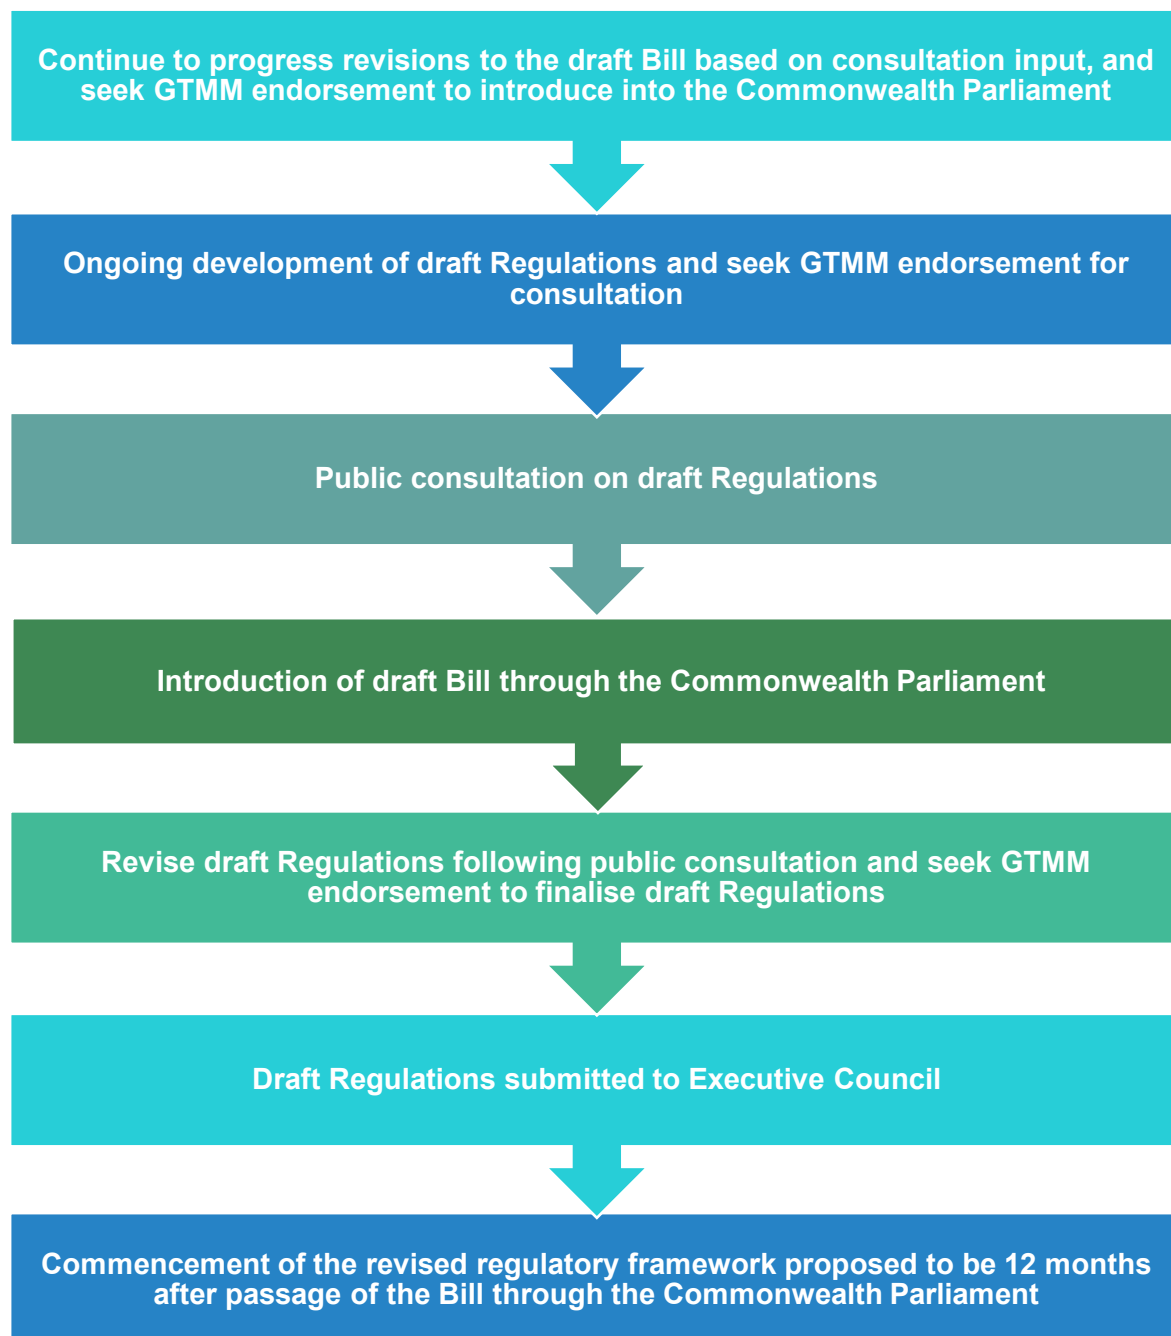 Continue to progress revisions to the draft Bill based on consultation input, and
seek GTMM endorsement to introduce into the Commonwealth Parliament
Ongoing development of draft Regulations and seek GTMM endorsement for
consultation
Public consultation on draft Regulations
Introduction of draft Bill through the Commonwealth Parliament
Revise draft Regulations following public consultation and seek GTMM
endorsement to finalise draft Regulations
Draft Regulations submitted to Executive Council
Commencement of the revised regulatory framework proposed to be 12 months
after passage of the Bill through the Commonwealth Parliament